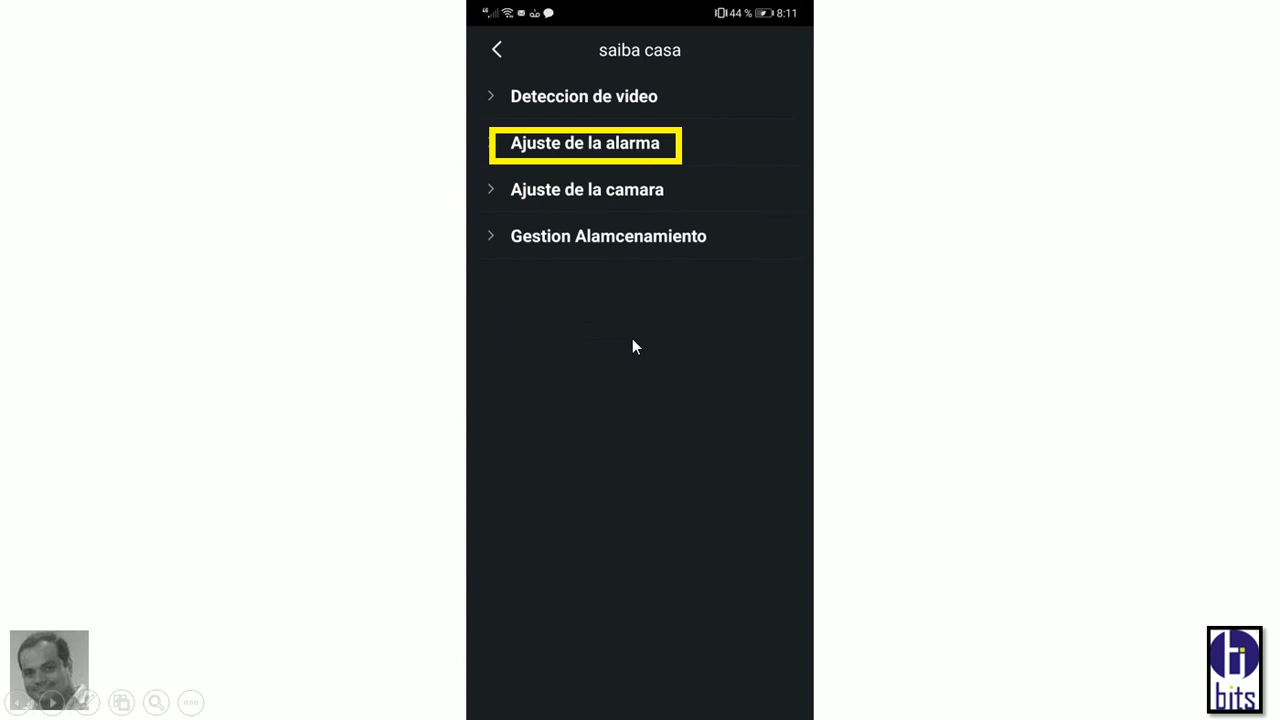 44 % 8:11
saiba casa
Deteccion de video
Ajuste de la alarma
Ajuste de la camara
Gestion Alamcenamiento
bits